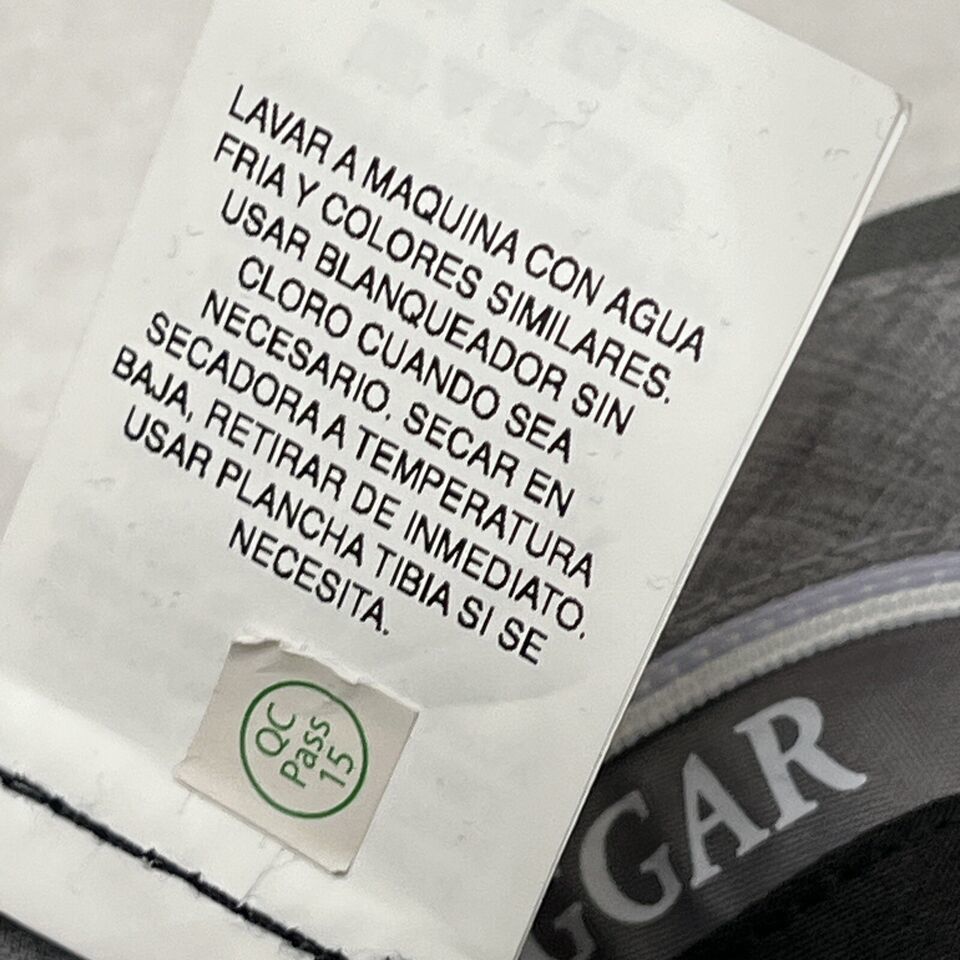 LAVAR A MAQUINA CON AGUA
FRIA Y COLORES SIMILARES.
USAR BLANQUEADOR SIN
CLORO CUANDO SEA
NECESARIO, SECAR EN
SECADORA A TEMPERATURA
BAJA, RETIRAR DE INMEDIATO.
USAR PLANCHA TIBIA SI SE
NECESITA.
QC
Pass
15
GGAR